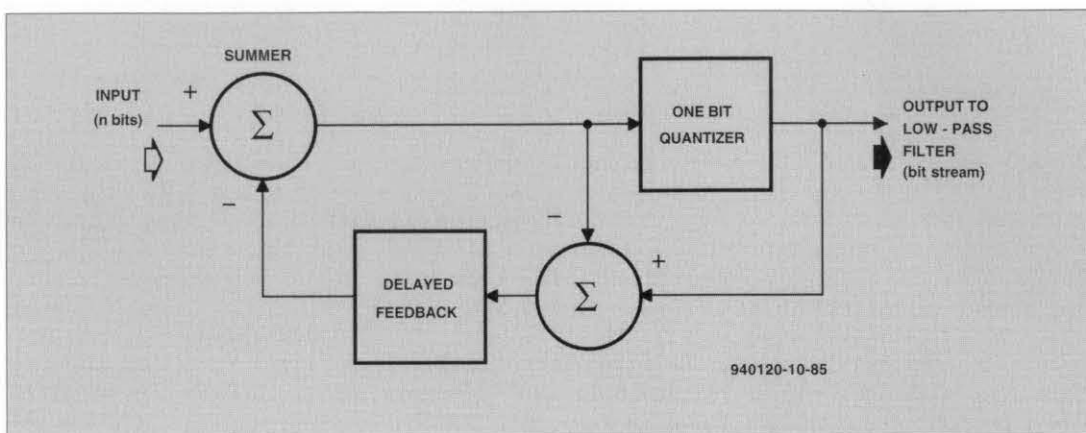 SUMMER
INPUT
(n bits)
+
Σ
−
ONE BIT
QUANTIZER
OUTPUT TO
LOW - PASS
FILTER
(bit stream)
DELAYED
FEEDBACK
−
Σ
+
940120-10-85